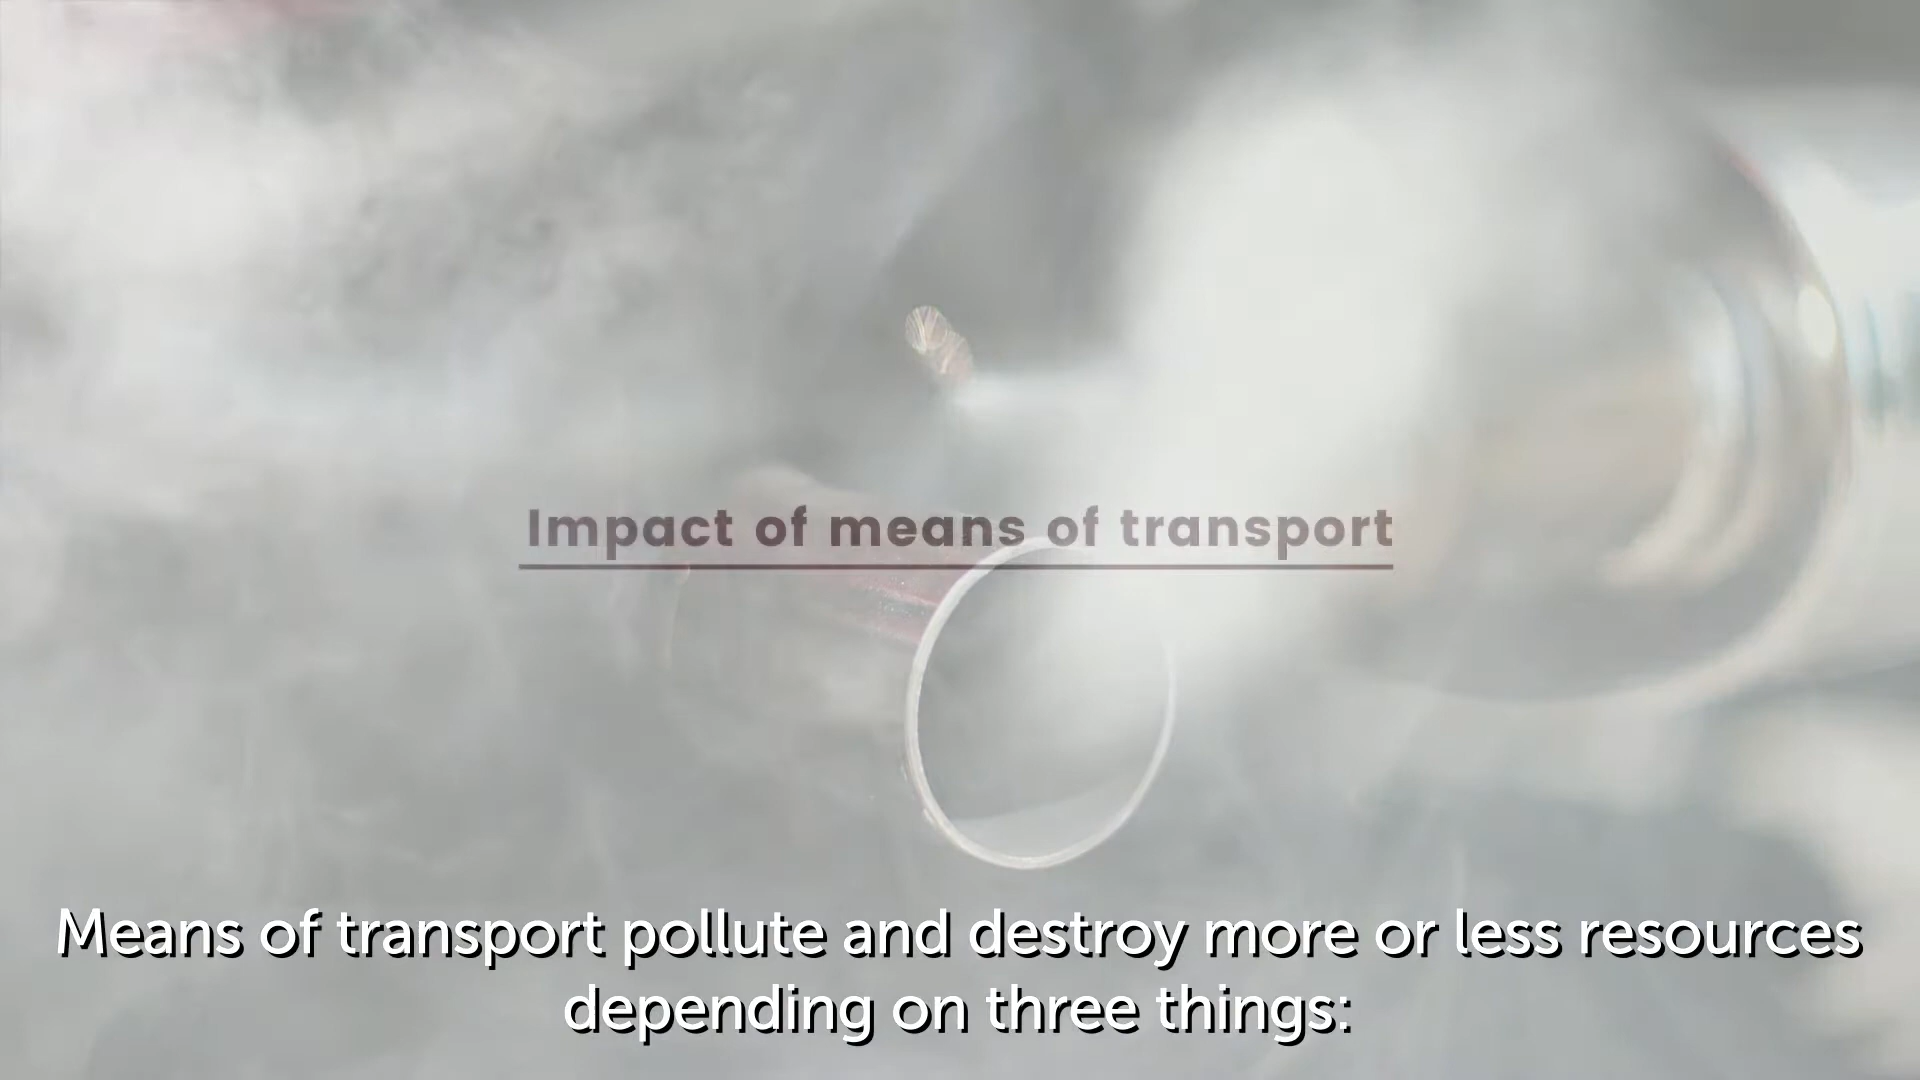 Impact of means of transport
Means of transport pollute and destroy more or less resources
depending on three things: